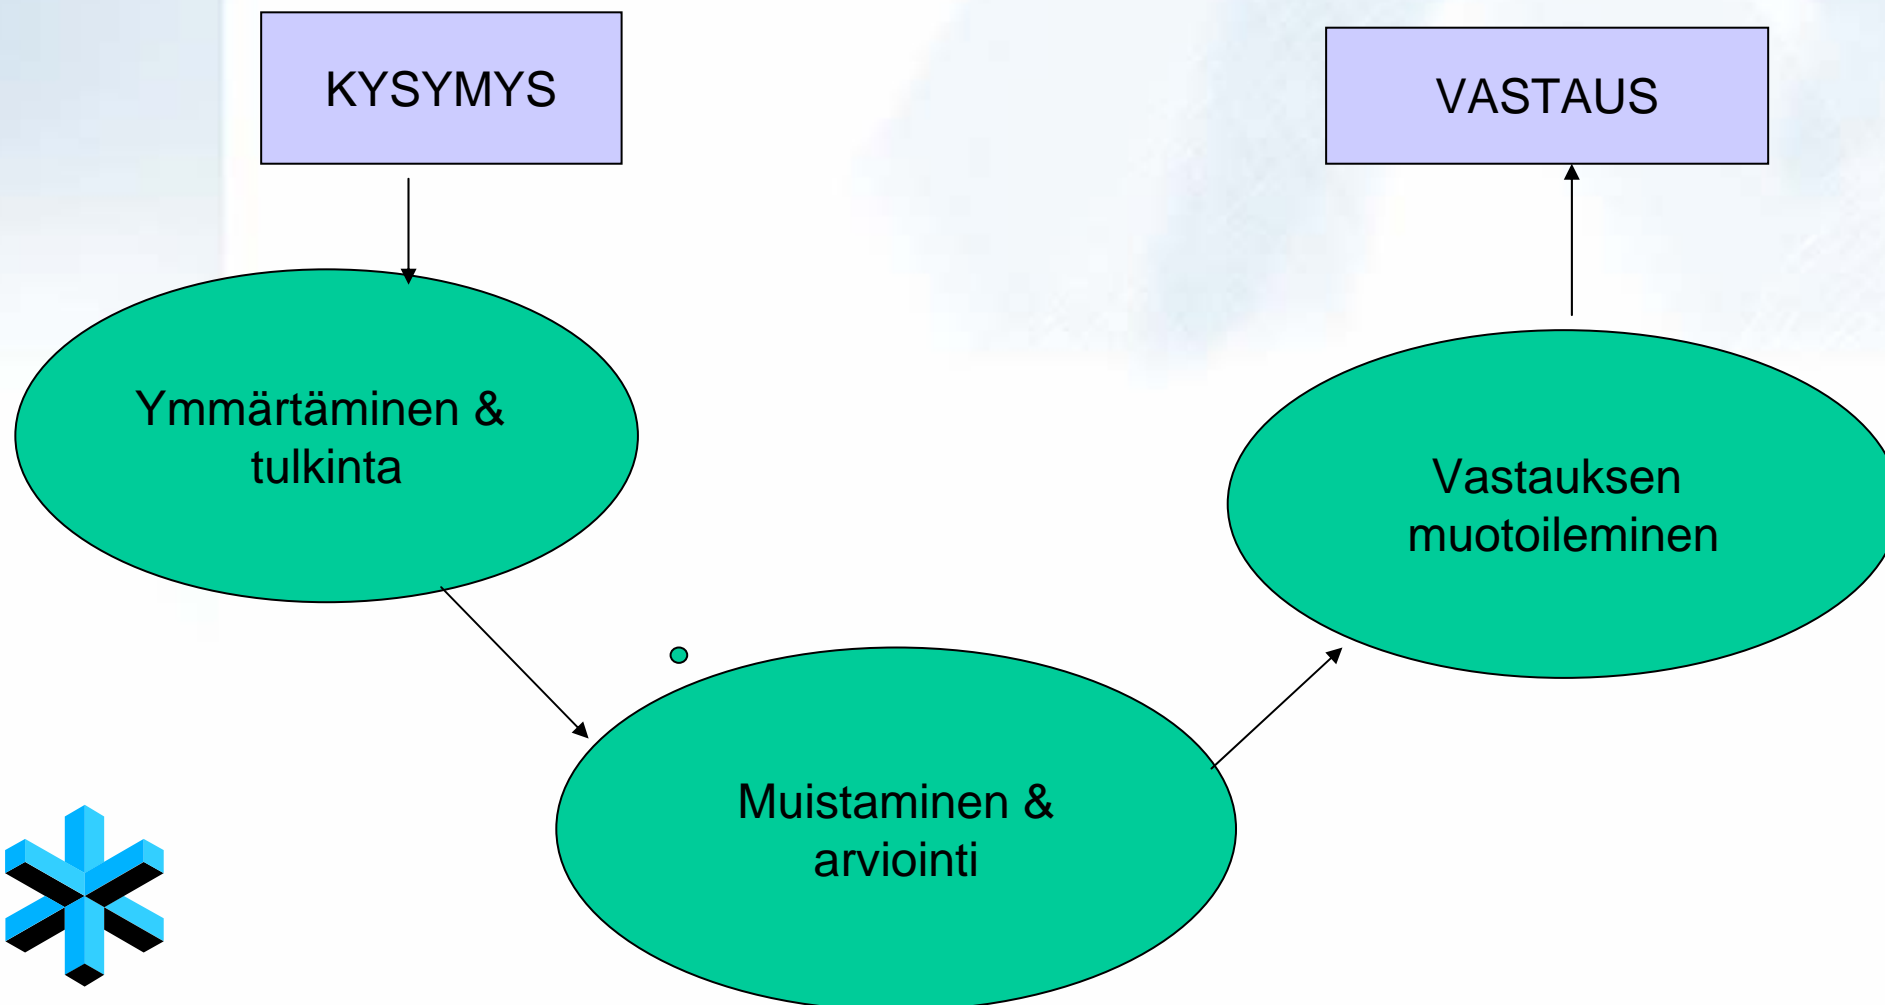 KYSYMYS
VASTAUS
Ymmärtäminen &
tulkinta
Vastauksen
muotoileminen
Muistaminen &
arviointi